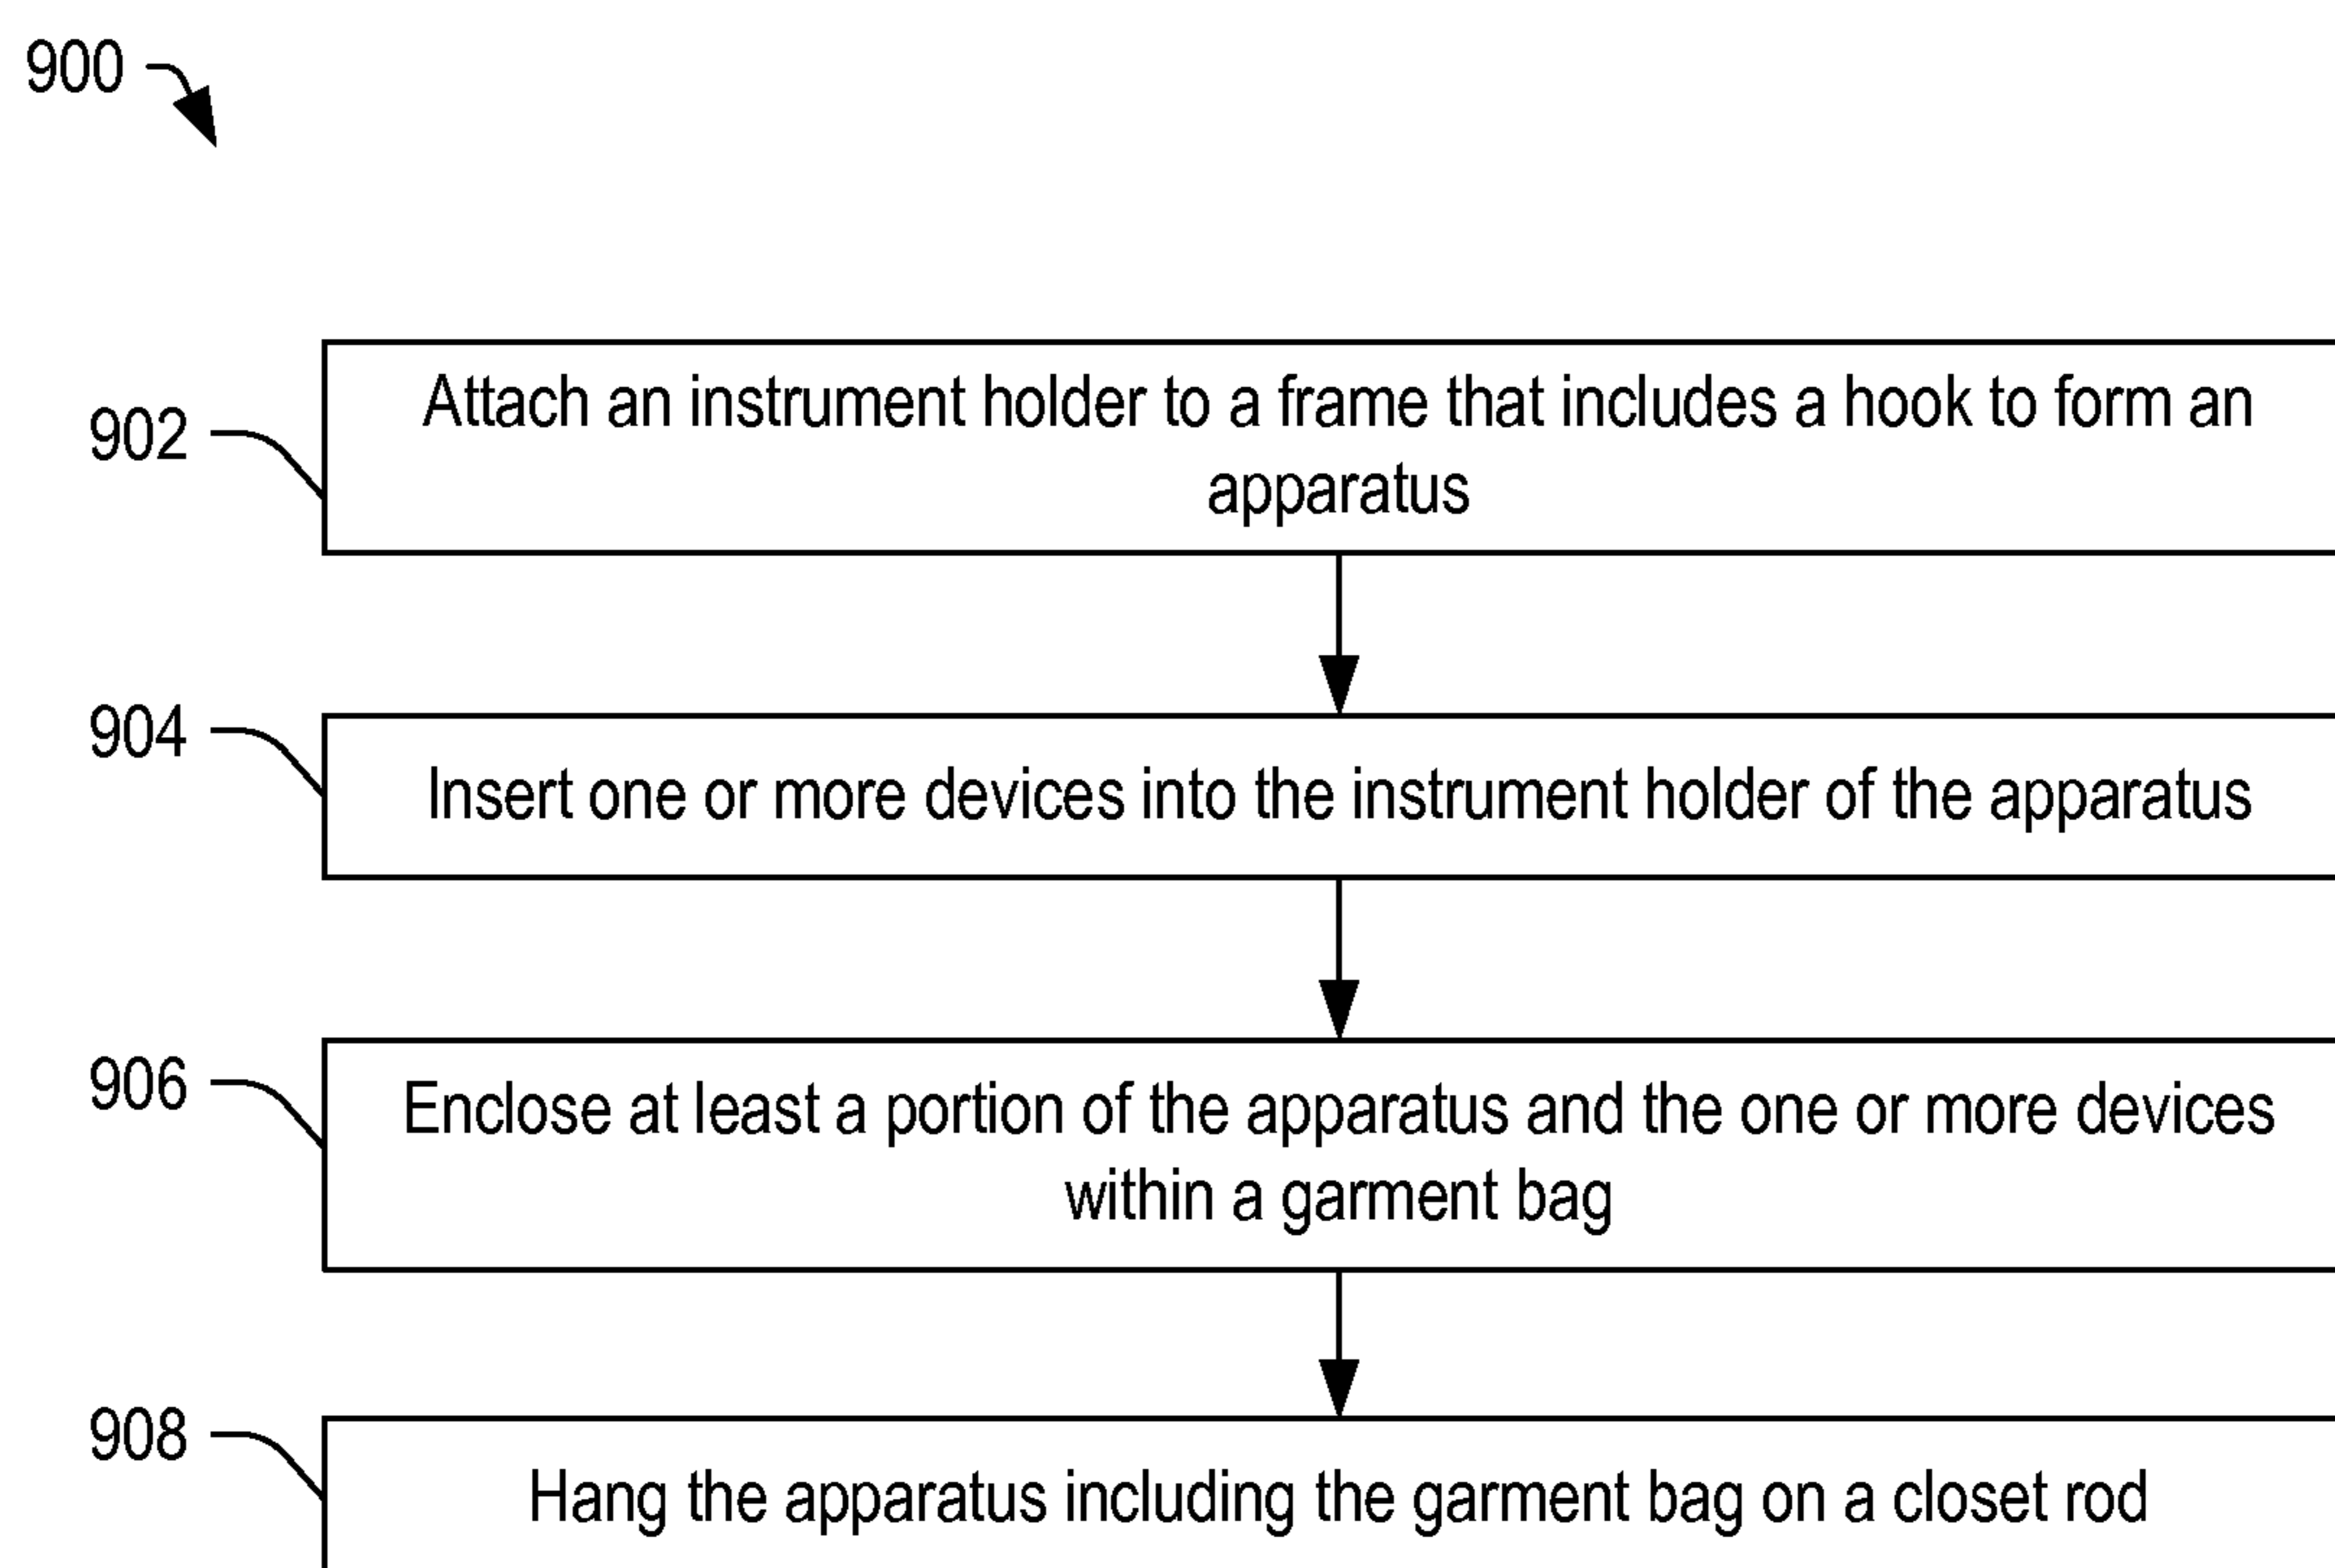 900
902
Attach an instrument holder to a frame that includes a hook to form an
apparatus
904
Insert one or more devices into the instrument holder of the apparatus
906
Enclose at least a portion of the apparatus and the one or more devices
within a garment bag
908
Hang the apparatus including the garment bag on a closet rod